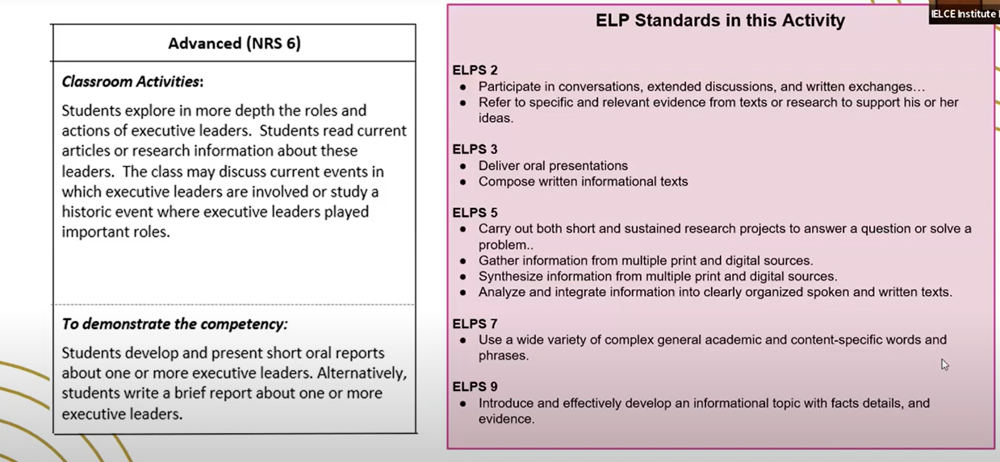 Advanced (NRS 6)
Classroom Activities:
Students explore in more depth the roles and
actions of executive leaders.  Students read current
articles or research information about these
leaders.  The class may discuss current events in
which executive leaders are involved or study a
historic event where executive leaders played
important roles.
To demonstrate the competency:
Students develop and present short oral reports
about one or more executive leaders. Alternatively,
students write a brief report about one or more
executive leaders.
IELCE Institute
ELP Standards in this Activity
ELPS 2
● Participate in conversations, extended discussions, and written exchanges…
● Refer to specific and relevant evidence from texts or research to support his or her
ideas.
ELPS 3
● Deliver oral presentations
● Compose written informational texts
ELPS 5
● Carry out both short and sustained research projects to answer a question or solve a
problem..
● Gather information from multiple print and digital sources.
● Synthesize information from multiple print and digital sources.
● Analyze and integrate information into clearly organized spoken and written texts.
ELPS 7
● Use a wide variety of complex general academic and content-specific words and
phrases.
ELPS 9
● Introduce and effectively develop an informational topic with facts details, and
evidence.